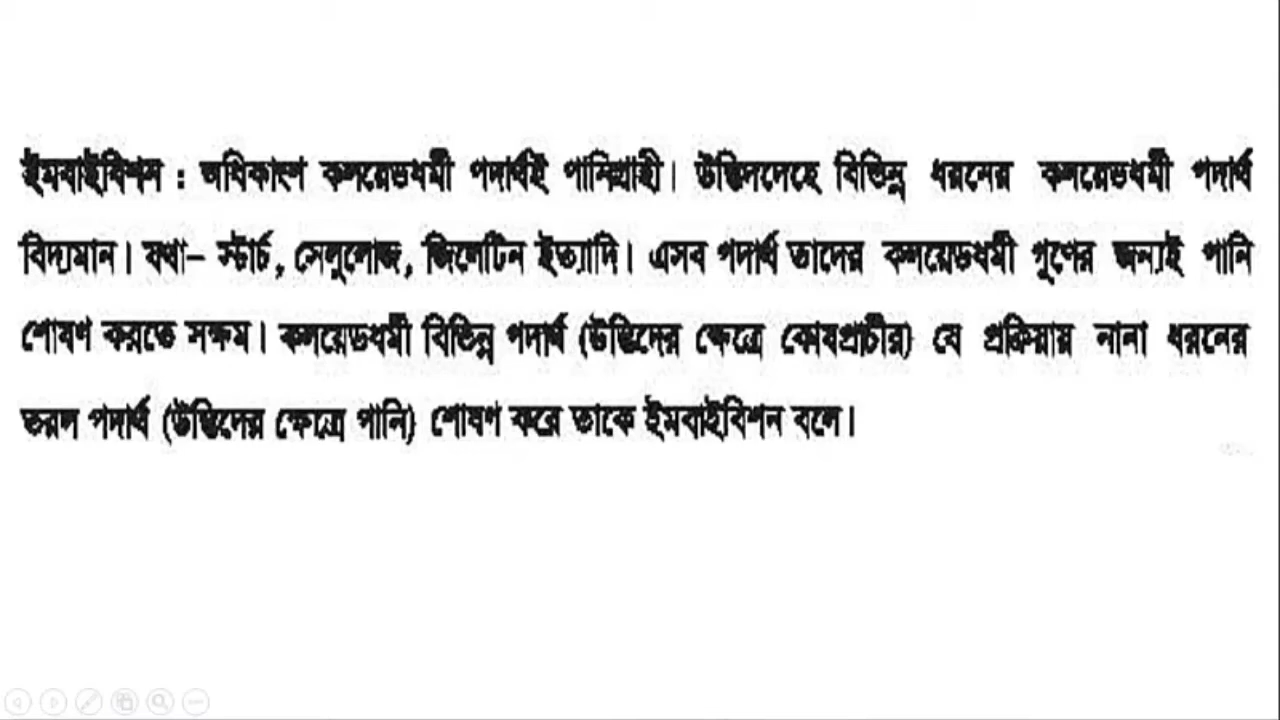 ইমবাইবিশন : অধিকাংশ কলয়েডধর্মী পদার্থই পানিগ্রাহী। উদ্ভিদদেহে বিভিন্ন ধরনের কলয়েডধর্মী পদার্থ
বিদ্যমান। যথা– স্টার্চ, সেলুলোজ, জিলেটিন ইত্যাদি। এসব পদার্থ তাদের কলয়েডধর্মী গুণের জন্যই পানি
শোষণ করতে সক্ষম। কলয়েডধর্মী বিভিন্ন পদার্থ (উদ্ভিদের ক্ষেত্রে কোষপ্রাচীর) যে প্রক্রিয়ায় নানা ধরনের
তরল পদার্থ (উদ্ভিদের ক্ষেত্রে পানি) শোষণ করে তাকে ইমবাইবিশন বলে।